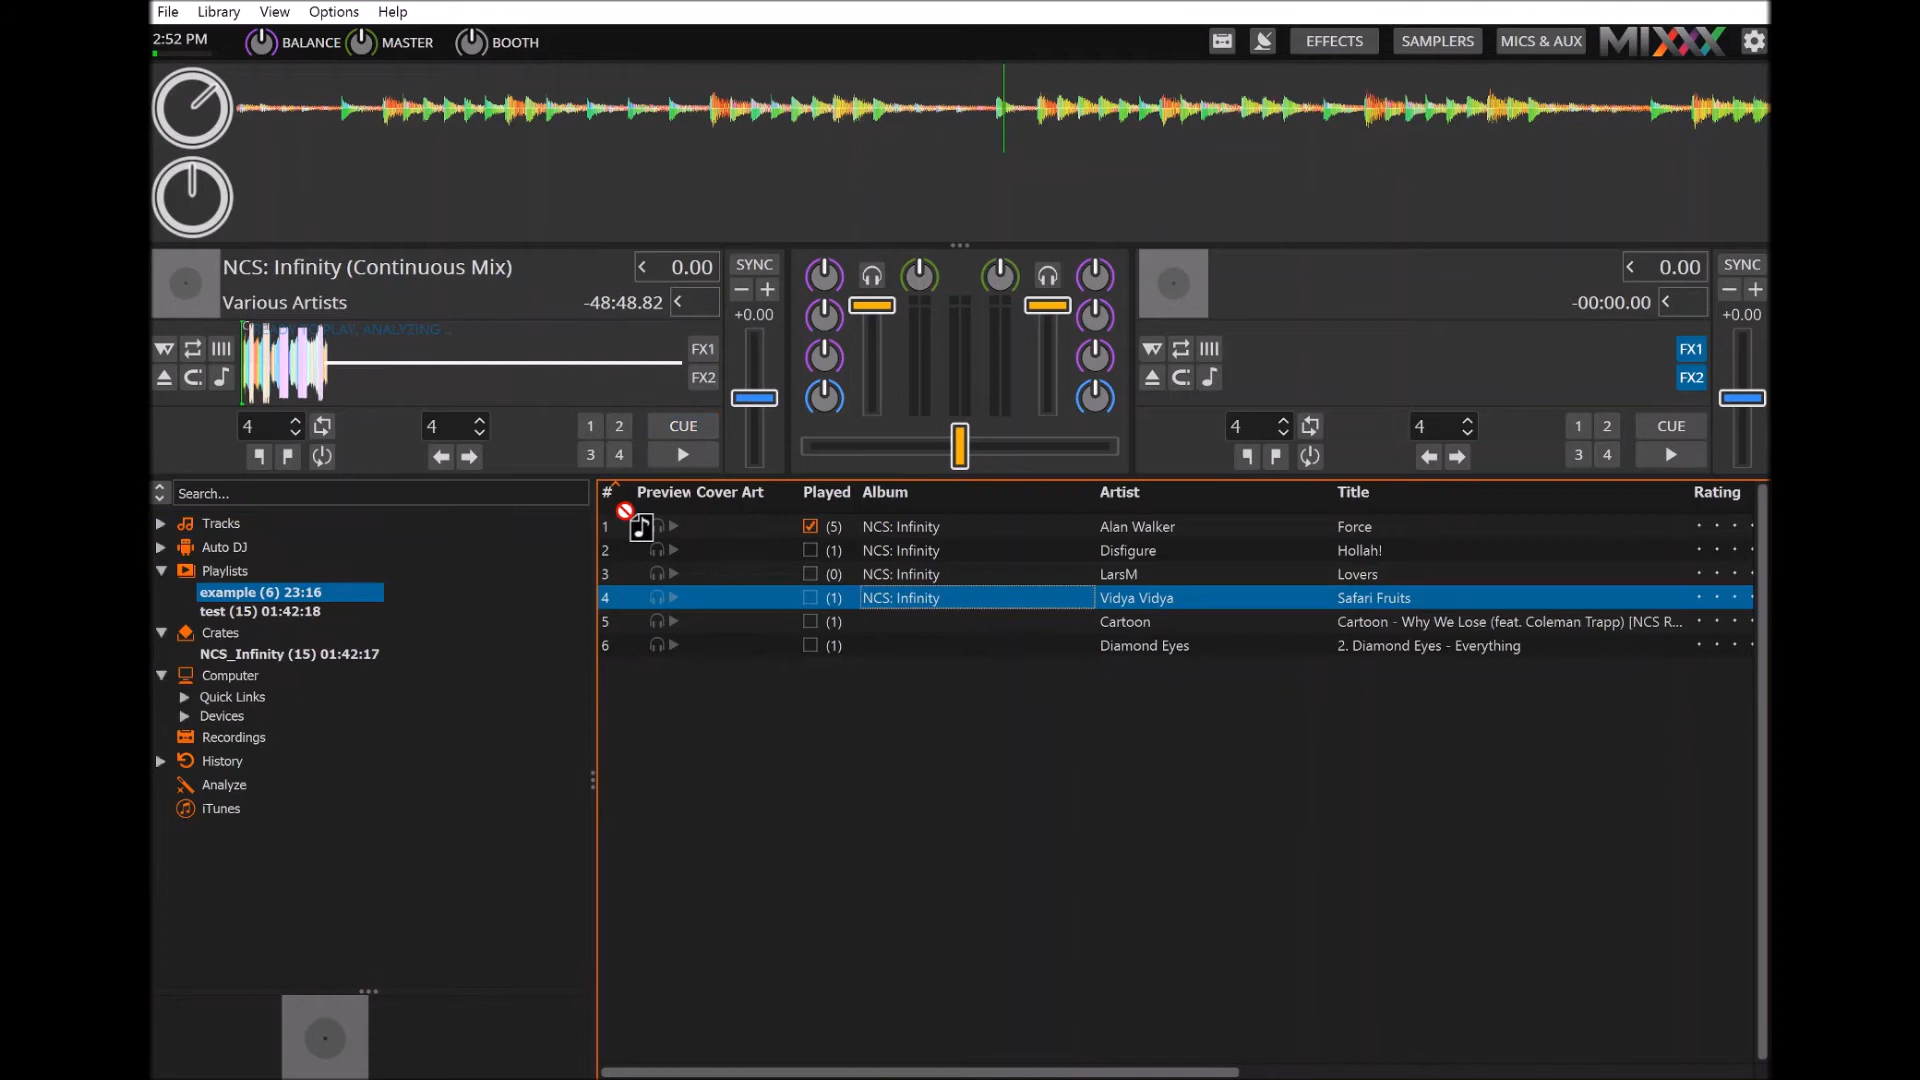 File Library View Options Help
2:52 PM BALANCE MASTER BOOTH EFFECTS SAMPLERS MICS & AUX MIXXX
NCS: Infinity (Continuous Mix) 0.00 SYNC 0.00 SYNC
Various Artists -48:48.82 +0.00 -00:00.00 +0.00
PLAY, ANALYZING ..
FX1 FX1
FX2 FX2
4 4 1 2 CUE 4 4 1 2 CUE
3 4 3 4
Search...
# Preview Cover Art Played Album Artist Title Rating
1 (5) NCS: Infinity Alan Walker Force
2 (1) NCS: Infinity Disfigure Hollah!
3 (0) NCS: Infinity LarsM Lovers
4 (1) NCS: Infinity Vidya Vidya Safari Fruits
5 (1) Cartoon Cartoon - Why We Lose (feat. Coleman Trapp) [NCS R...
6 (1) Diamond Eyes 2. Diamond Eyes - Everything
Tracks
Auto DJ
Playlists
example (6) 23:16
test (15) 01:42:18
Crates
NCS_Infinity (15) 01:42:17
Computer
Quick Links
Devices
Recordings
History
Analyze
iTunes